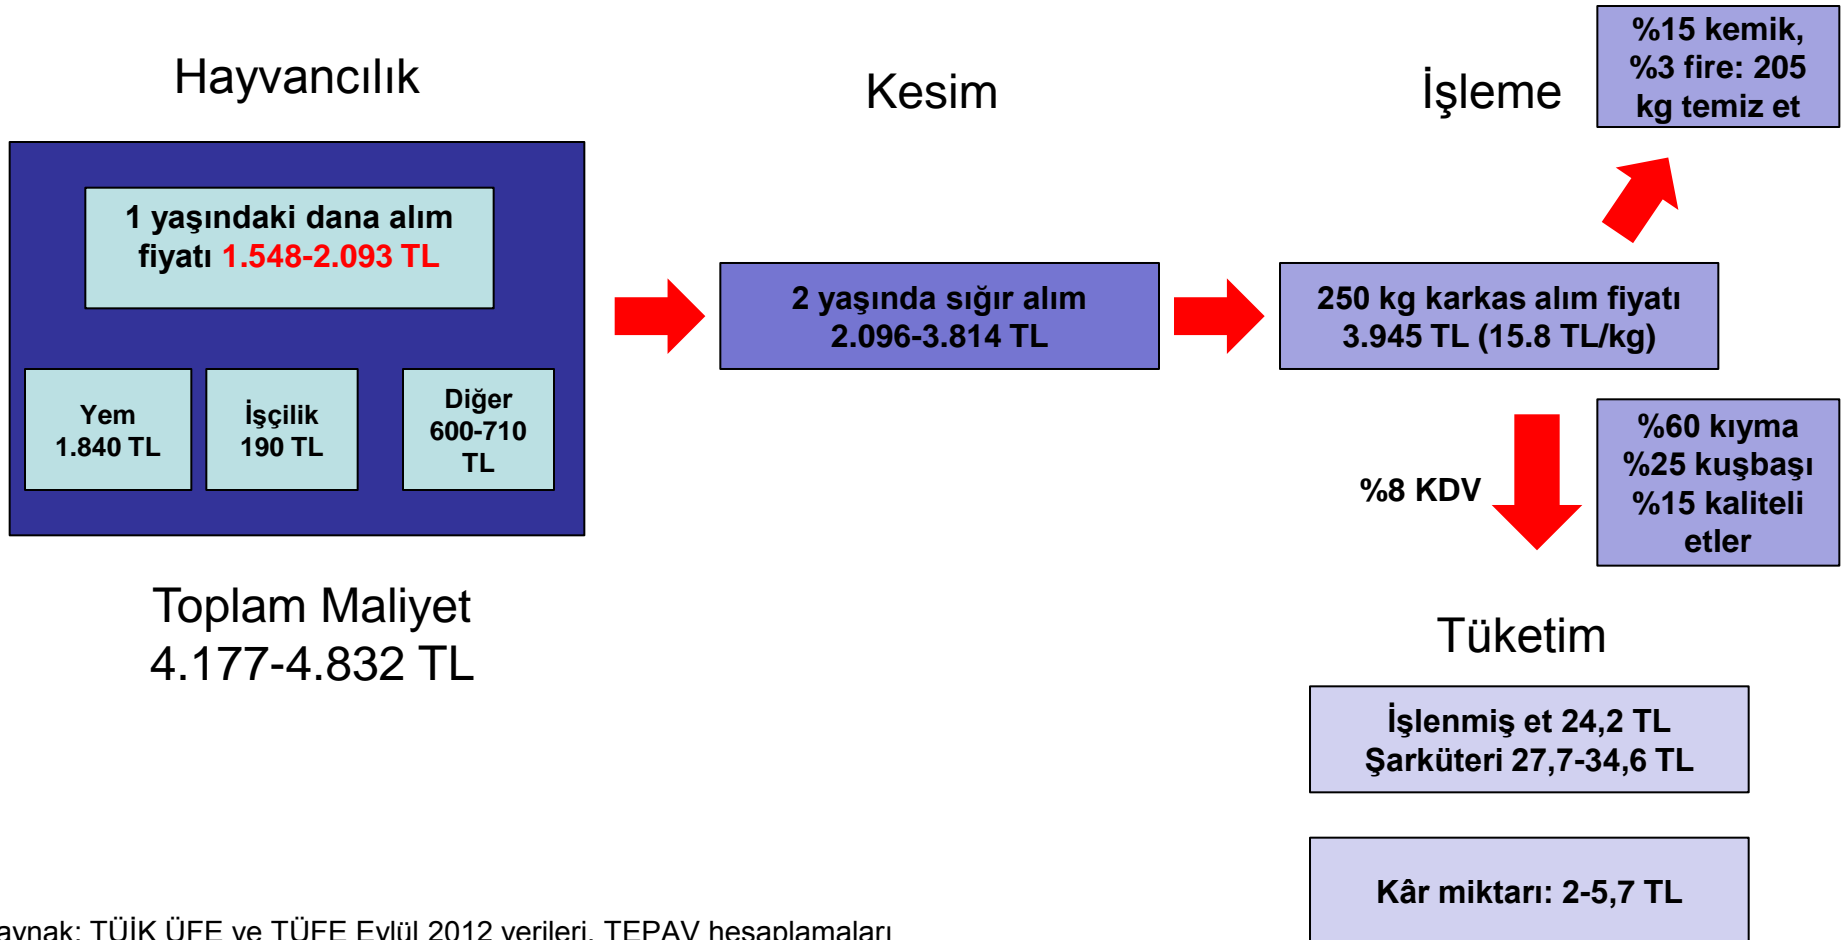 Hayvancılık
1 yaşındaki dana alım
fiyatı 1.548-2.093 TL
Yem
1.840 TL
İşçilik
190 TL
Diğer
600-710
TL
Toplam Maliyet
4.177-4.832 TL
Kesim
2 yaşında sığır alım
2.096-3.814 TL
İşleme
%15 kemik,
%3 fire: 205
kg temiz et
250 kg karkas alım fiyatı
3.945 TL (15.8 TL/kg)
%8 KDV
%60 kıyma
%25 kuşbaşı
%15 kaliteli
etler
Tüketim
İşlenmiş et 24,2 TL
Şarküteri 27,7-34,6 TL
Kâr miktarı: 2-5,7 TL
aynak: TÜİK ÜFE ve TÜFE Eylül 2012 verileri, TEPAV hesaplamaları